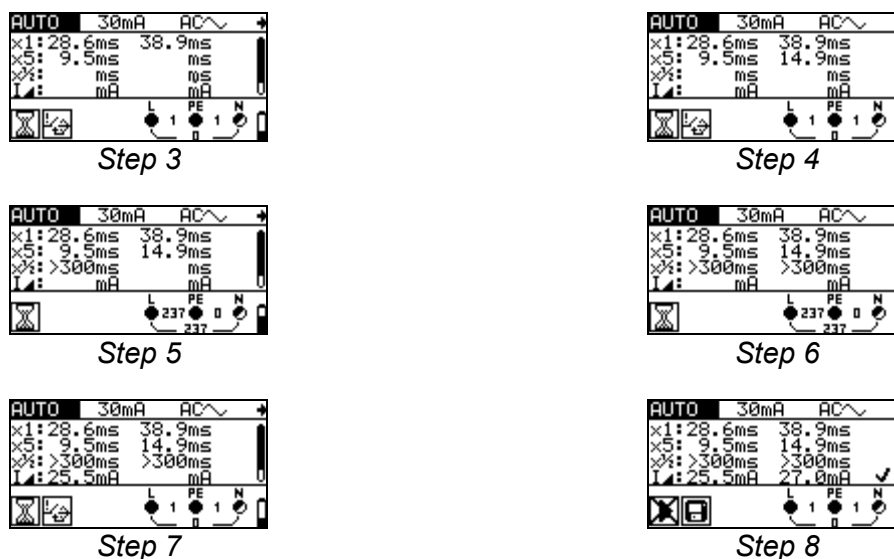 AUTO 30mA AC
x1:28.6ms 38.9ms
x5: 9.5ms ms
x½: ms ms
I: mA mA
L PE N
1 1
0
Step 3
AUTO 30mA AC
x1:28.6ms 38.9ms
x5: 9.5ms 14.9ms
x½: ms ms
I: mA mA
L PE N
1 1
0
Step 4
AUTO 30mA AC
x1:28.6ms 38.9ms
x5: 9.5ms 14.9ms
x½: >300ms ms
I: mA mA
L PE N
237 0
237
Step 5
AUTO 30mA AC
x1:28.6ms 38.9ms
x5: 9.5ms 14.9ms
x½: >300ms >300ms
I: mA mA
L PE N
237 0
237
Step 6
AUTO 30mA AC
x1:28.6ms 38.9ms
x5: 9.5ms 14.9ms
x½: >300ms >300ms
I: 25.5mA mA
L PE N
1 1
0
Step 7
AUTO 30mA AC
x1:28.6ms 38.9ms
x5: 9.5ms 14.9ms
x½: >300ms >300ms
I: 25.5mA 27.0mA ✓
L PE N
1 1
0
Step 8